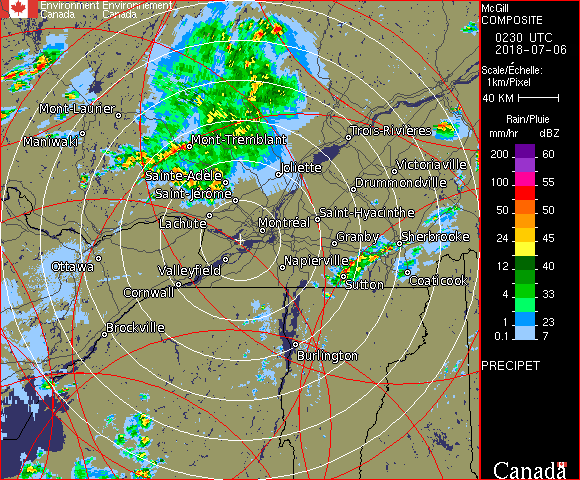 Environment Environnement
Canada Canada
McGill
COMPOSITE
0230 UTC
2018-07-06
Scale/Échelle:
1km/Pixel
40 KM
Rain/Pluie
mm/hr dBZ
200 60
100 55
50 50
24 45
12 40
4 33
1 23
0.1 7
PRECIPET
Canada
Mont-Laurier
Maniwaki
Mont-Tremblant
Trois-Rivières
Joliette
Victoriaville
Sainte-Adèle
Drummondville
Saint-Jérôme
Saint-Hyacinthe
Lachute
Montréal
Granby
Sherbrooke
Ottawa
Valleyfield
Napierville
Coaticook
Sutton
Cornwall
Brockville
Burlington